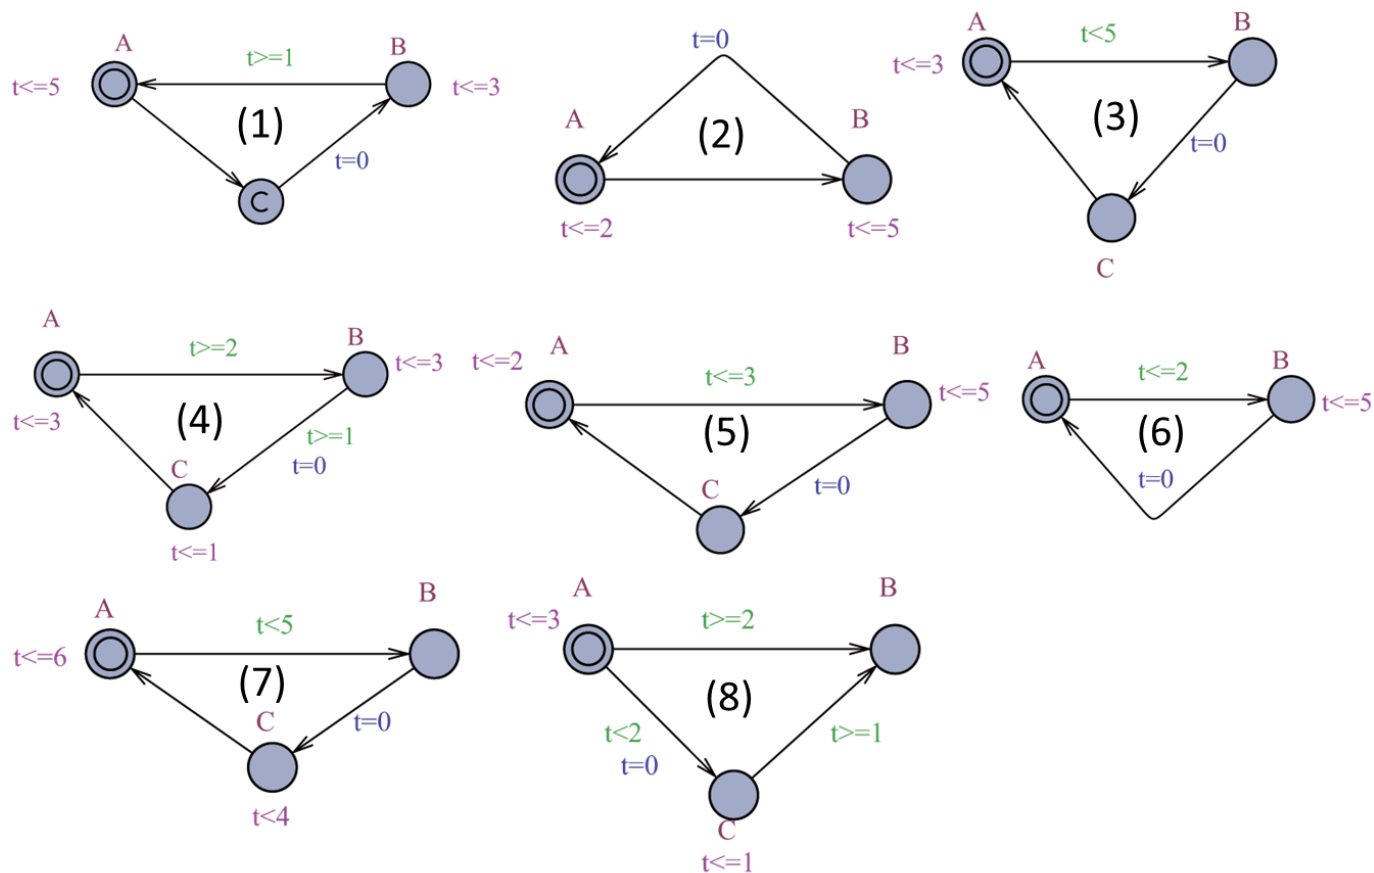 A
t>=1
B
t<=5
t<=3
(1)
t=0
C
t=0
A
B
(2)
t<=2
t<=5
A
t<5
B
t<=3
(3)
t=0
C
A
t>=2
B
t<=3
t<=3
(4)
t>=1
t=0
C
t<=1
A
B
t<=2
t<=3
t<=5
(5)
C
t=0
A
t<=2
B
t<=5
(6)
t=0
A
t<5
B
t<=6
(7)
C
t=0
t<4
A
B
t<=3
t>=2
(8)
t<2
t=0
t>=1
C
t<=1